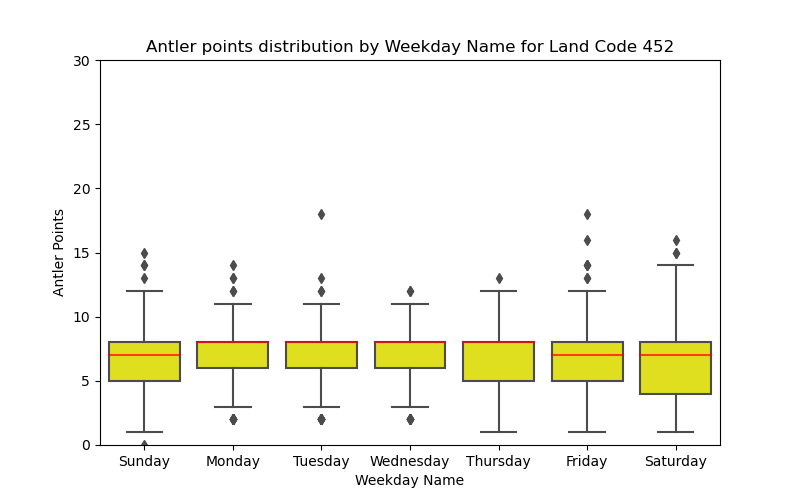 Antler points distribution by Weekday Name for Land Code 452
Antler Points
30
25
20
15
10
5
0
Sunday Monday Tuesday Wednesday Thursday Friday Saturday
Weekday Name